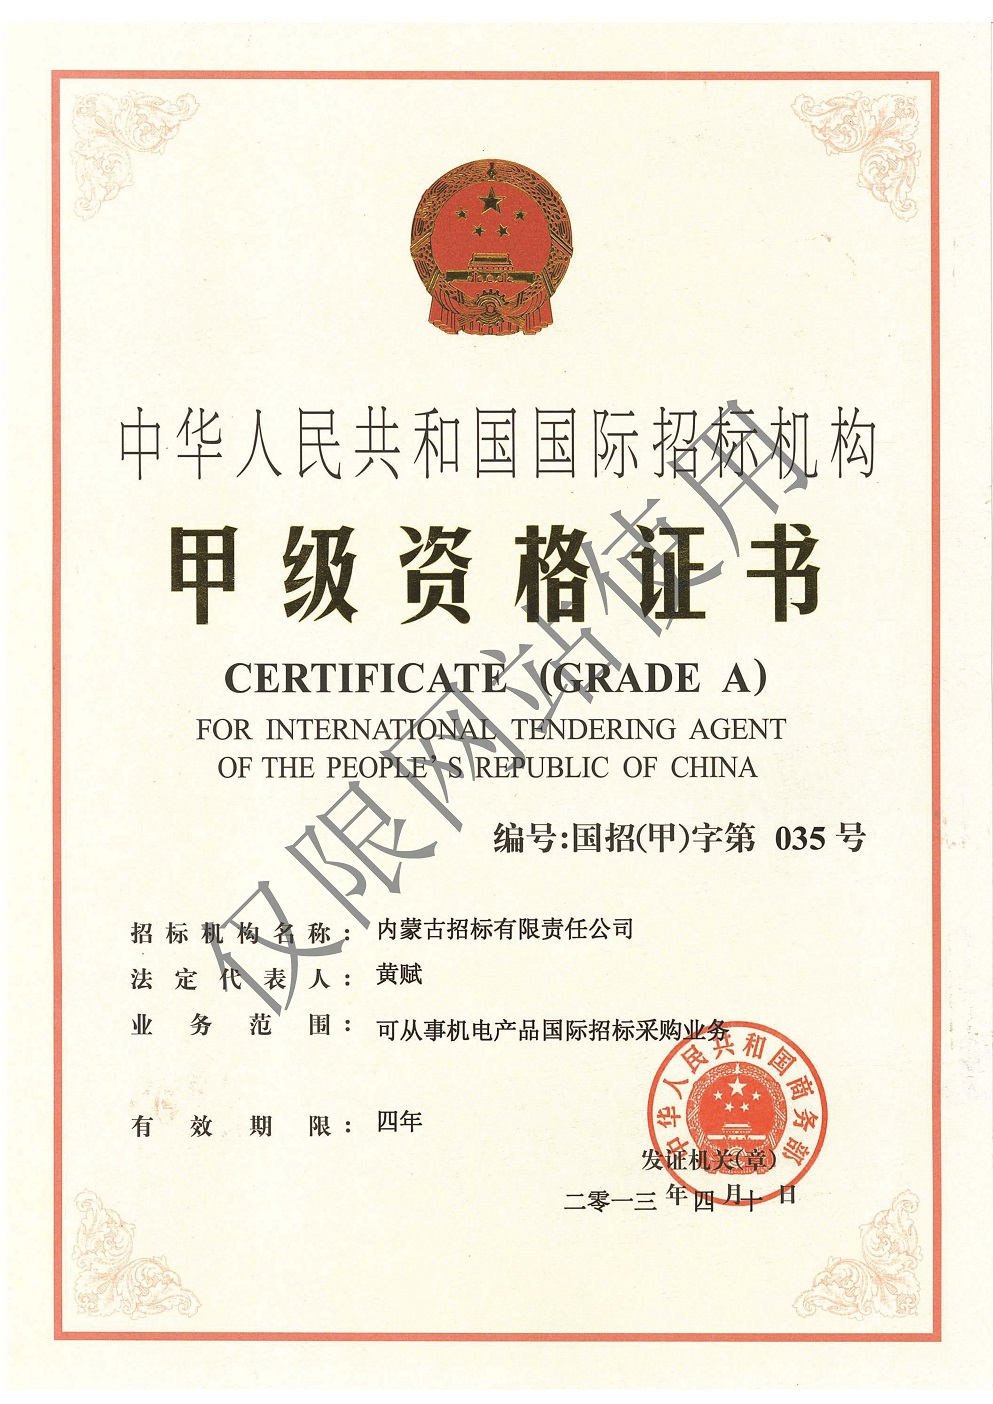 中华人民共和国国际招标机构
甲级资格证书
CERTIFICATE (GRADE A)
FOR INTERNATIONAL TENDERING AGENT
OF THE PEOPLE'S REPUBLIC OF CHINA
编号:国招(甲)字第 035 号
招标机构名称: 内蒙古招标有限责任公司
法定代表人: 黄赋
业务范围: 可从事机电产品国际招标采购业务
有效期限: 四年
中华人民共和国商务部
发证机关(章)
二零一三年四月十日
仅限网站使用